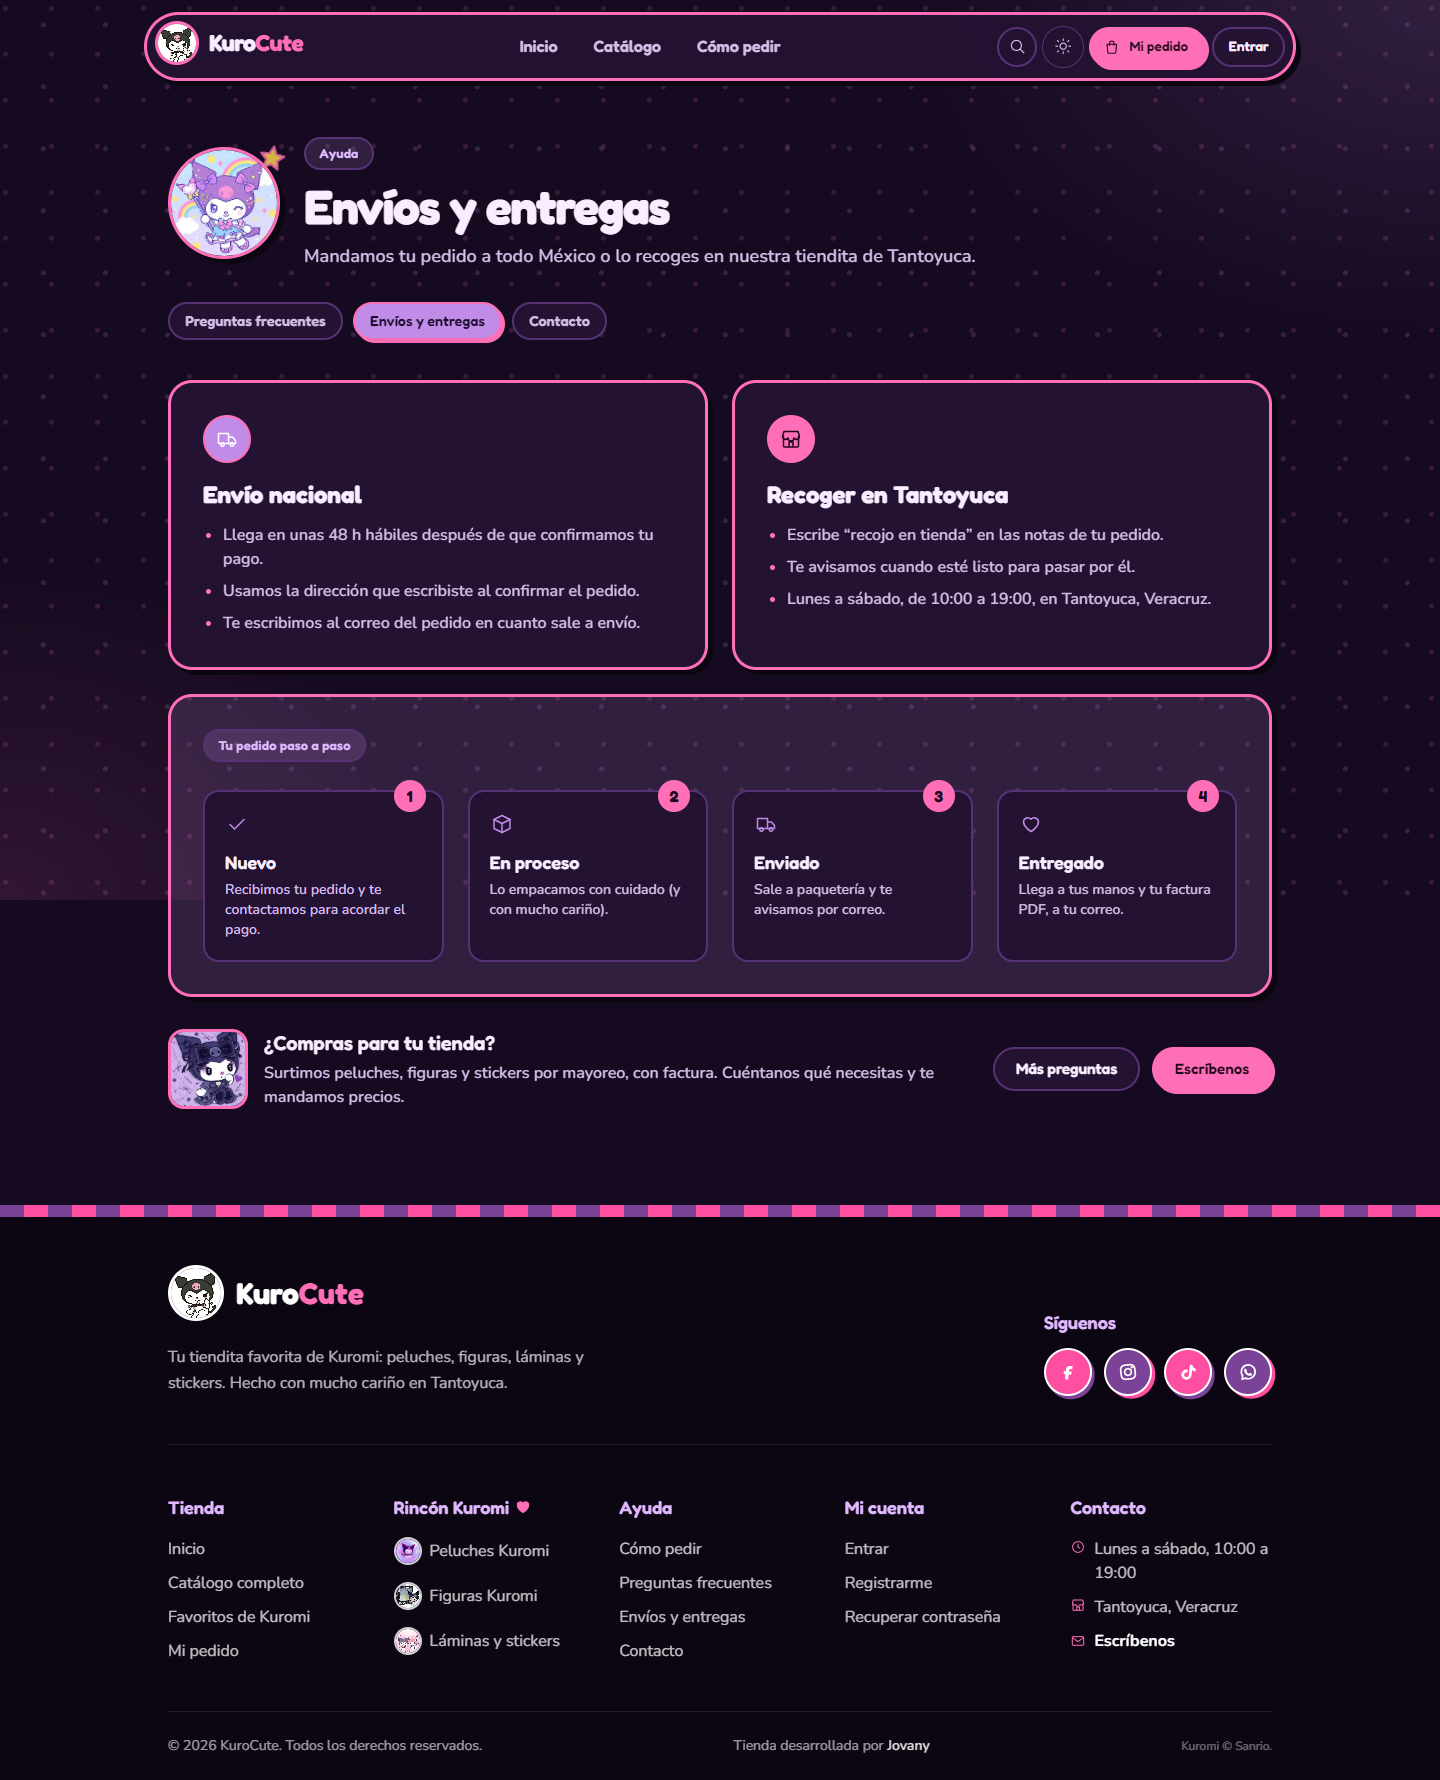 KuroCute
Inicio
Catálogo
Cómo pedir
Mi pedido
Entrar
Ayuda
Envíos y entregas
Mandamos tu pedido a todo México o lo recoges en nuestra tiendita de Tantoyuca.
Preguntas frecuentes
Envíos y entregas
Contacto
Envío nacional
Llega en unas 48 h hábiles después de que confirmamos tu
pago.
Usamos la dirección que escribiste al confirmar el pedido.
Te escribimos al correo del pedido en cuanto sale a envío.
Recoger en Tantoyuca
Escribe “recojo en tienda” en las notas de tu pedido.
Te avisamos cuando esté listo para pasar por él.
Lunes a sábado, de 10:00 a 19:00, en Tantoyuca, Veracruz.
Tu pedido paso a paso
1
Nuevo
Recibimos tu pedido y te
contactamos para acordar el
pago.
2
En proceso
Lo empacamos con cuidado (y
con mucho cariño).
3
Enviado
Sale a paquetería y te
avisamos por correo.
4
Entregado
Llega a tus manos y tu factura
PDF, a tu correo.
¿Compras para tu tienda?
Surtimos peluches, figuras y stickers por mayoreo, con factura. Cuéntanos qué necesitas y te
mandamos precios.
Más preguntas
Escríbenos
KuroCute
Tu tiendita favorita de Kuromi: peluches, figuras, láminas y
stickers. Hecho con mucho cariño en Tantoyuca.
Síguenos
Tienda
Inicio
Catálogo completo
Favoritos de Kuromi
Mi pedido
Rincón Kuromi
Peluches Kuromi
Figuras Kuromi
Láminas y stickers
Ayuda
Cómo pedir
Preguntas frecuentes
Envíos y entregas
Contacto
Mi cuenta
Entrar
Registrarme
Recuperar contraseña
Contacto
Lunes a sábado, 10:00 a
19:00
Tantoyuca, Veracruz
Escríbenos
© 2026 KuroCute. Todos los derechos reservados.
Tienda desarrollada por Jovany
Kuromi © Sanrio.